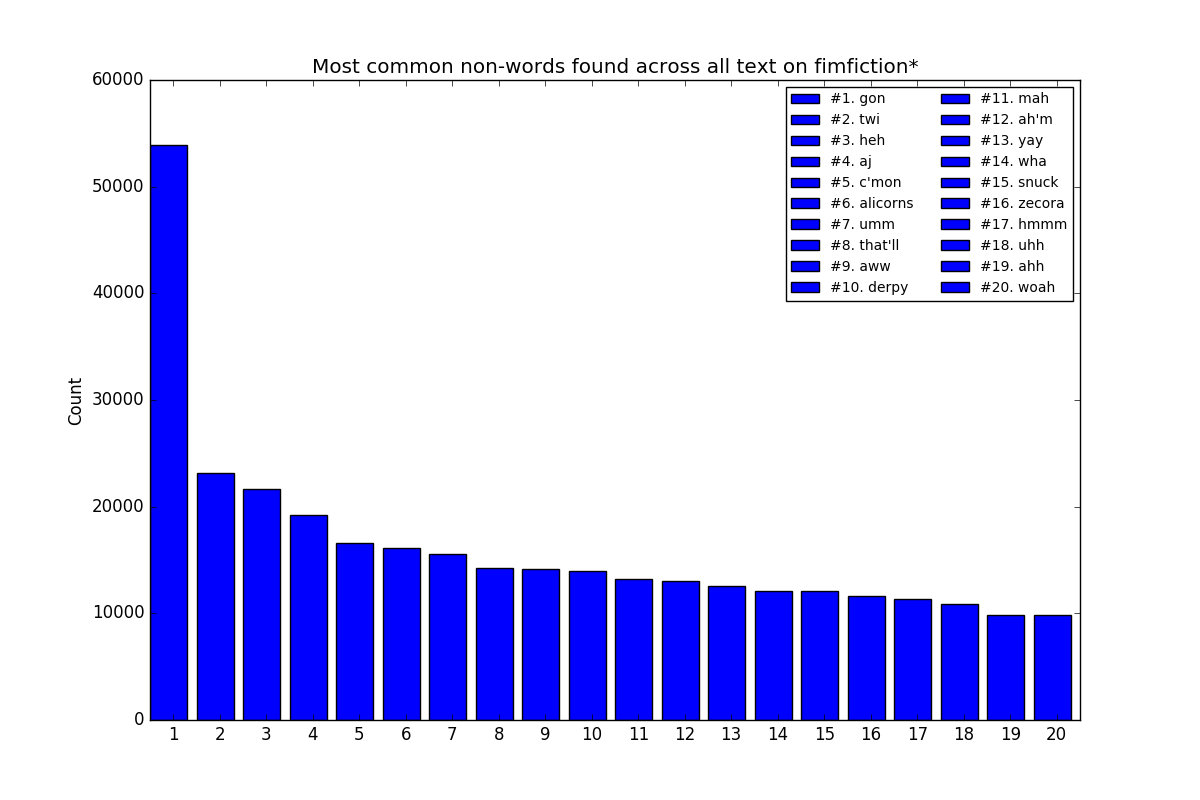 Most common non-words found across all text on fimfiction*
60000
50000
40000
30000
20000
10000
0
Count
#1. gon
#2. twi
#3. heh
#4. aj
#5. c'mon
#6. alicorns
#7. umm
#8. that'll
#9. aww
#10. derpy
#11. mah
#12. ah'm
#13. yay
#14. wha
#15. snuck
#16. zecora
#17. hmmm
#18. uhh
#19. ahh
#20. woah
1 2 3 4 5 6 7 8 9 10 11 12 13 14 15 16 17 18 19 20